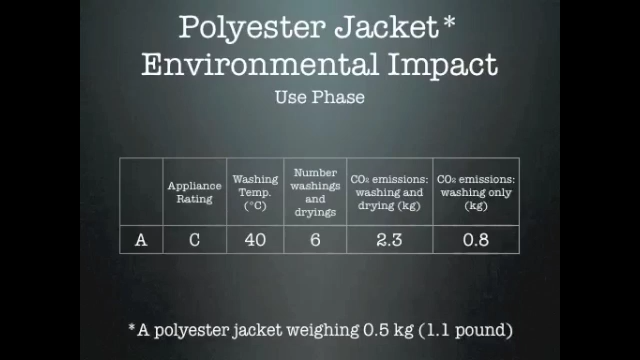 Polyester Jacket*
Environmental Impact
Use Phase
Appliance Rating
Washing Temp. (°C)
Number washings and dryings
CO₂ emissions: washing and drying (kg)
CO₂ emissions: washing only (kg)
A C 40 6 2.3 0.8
*A polyester jacket weighing 0.5 kg (1.1 pound)